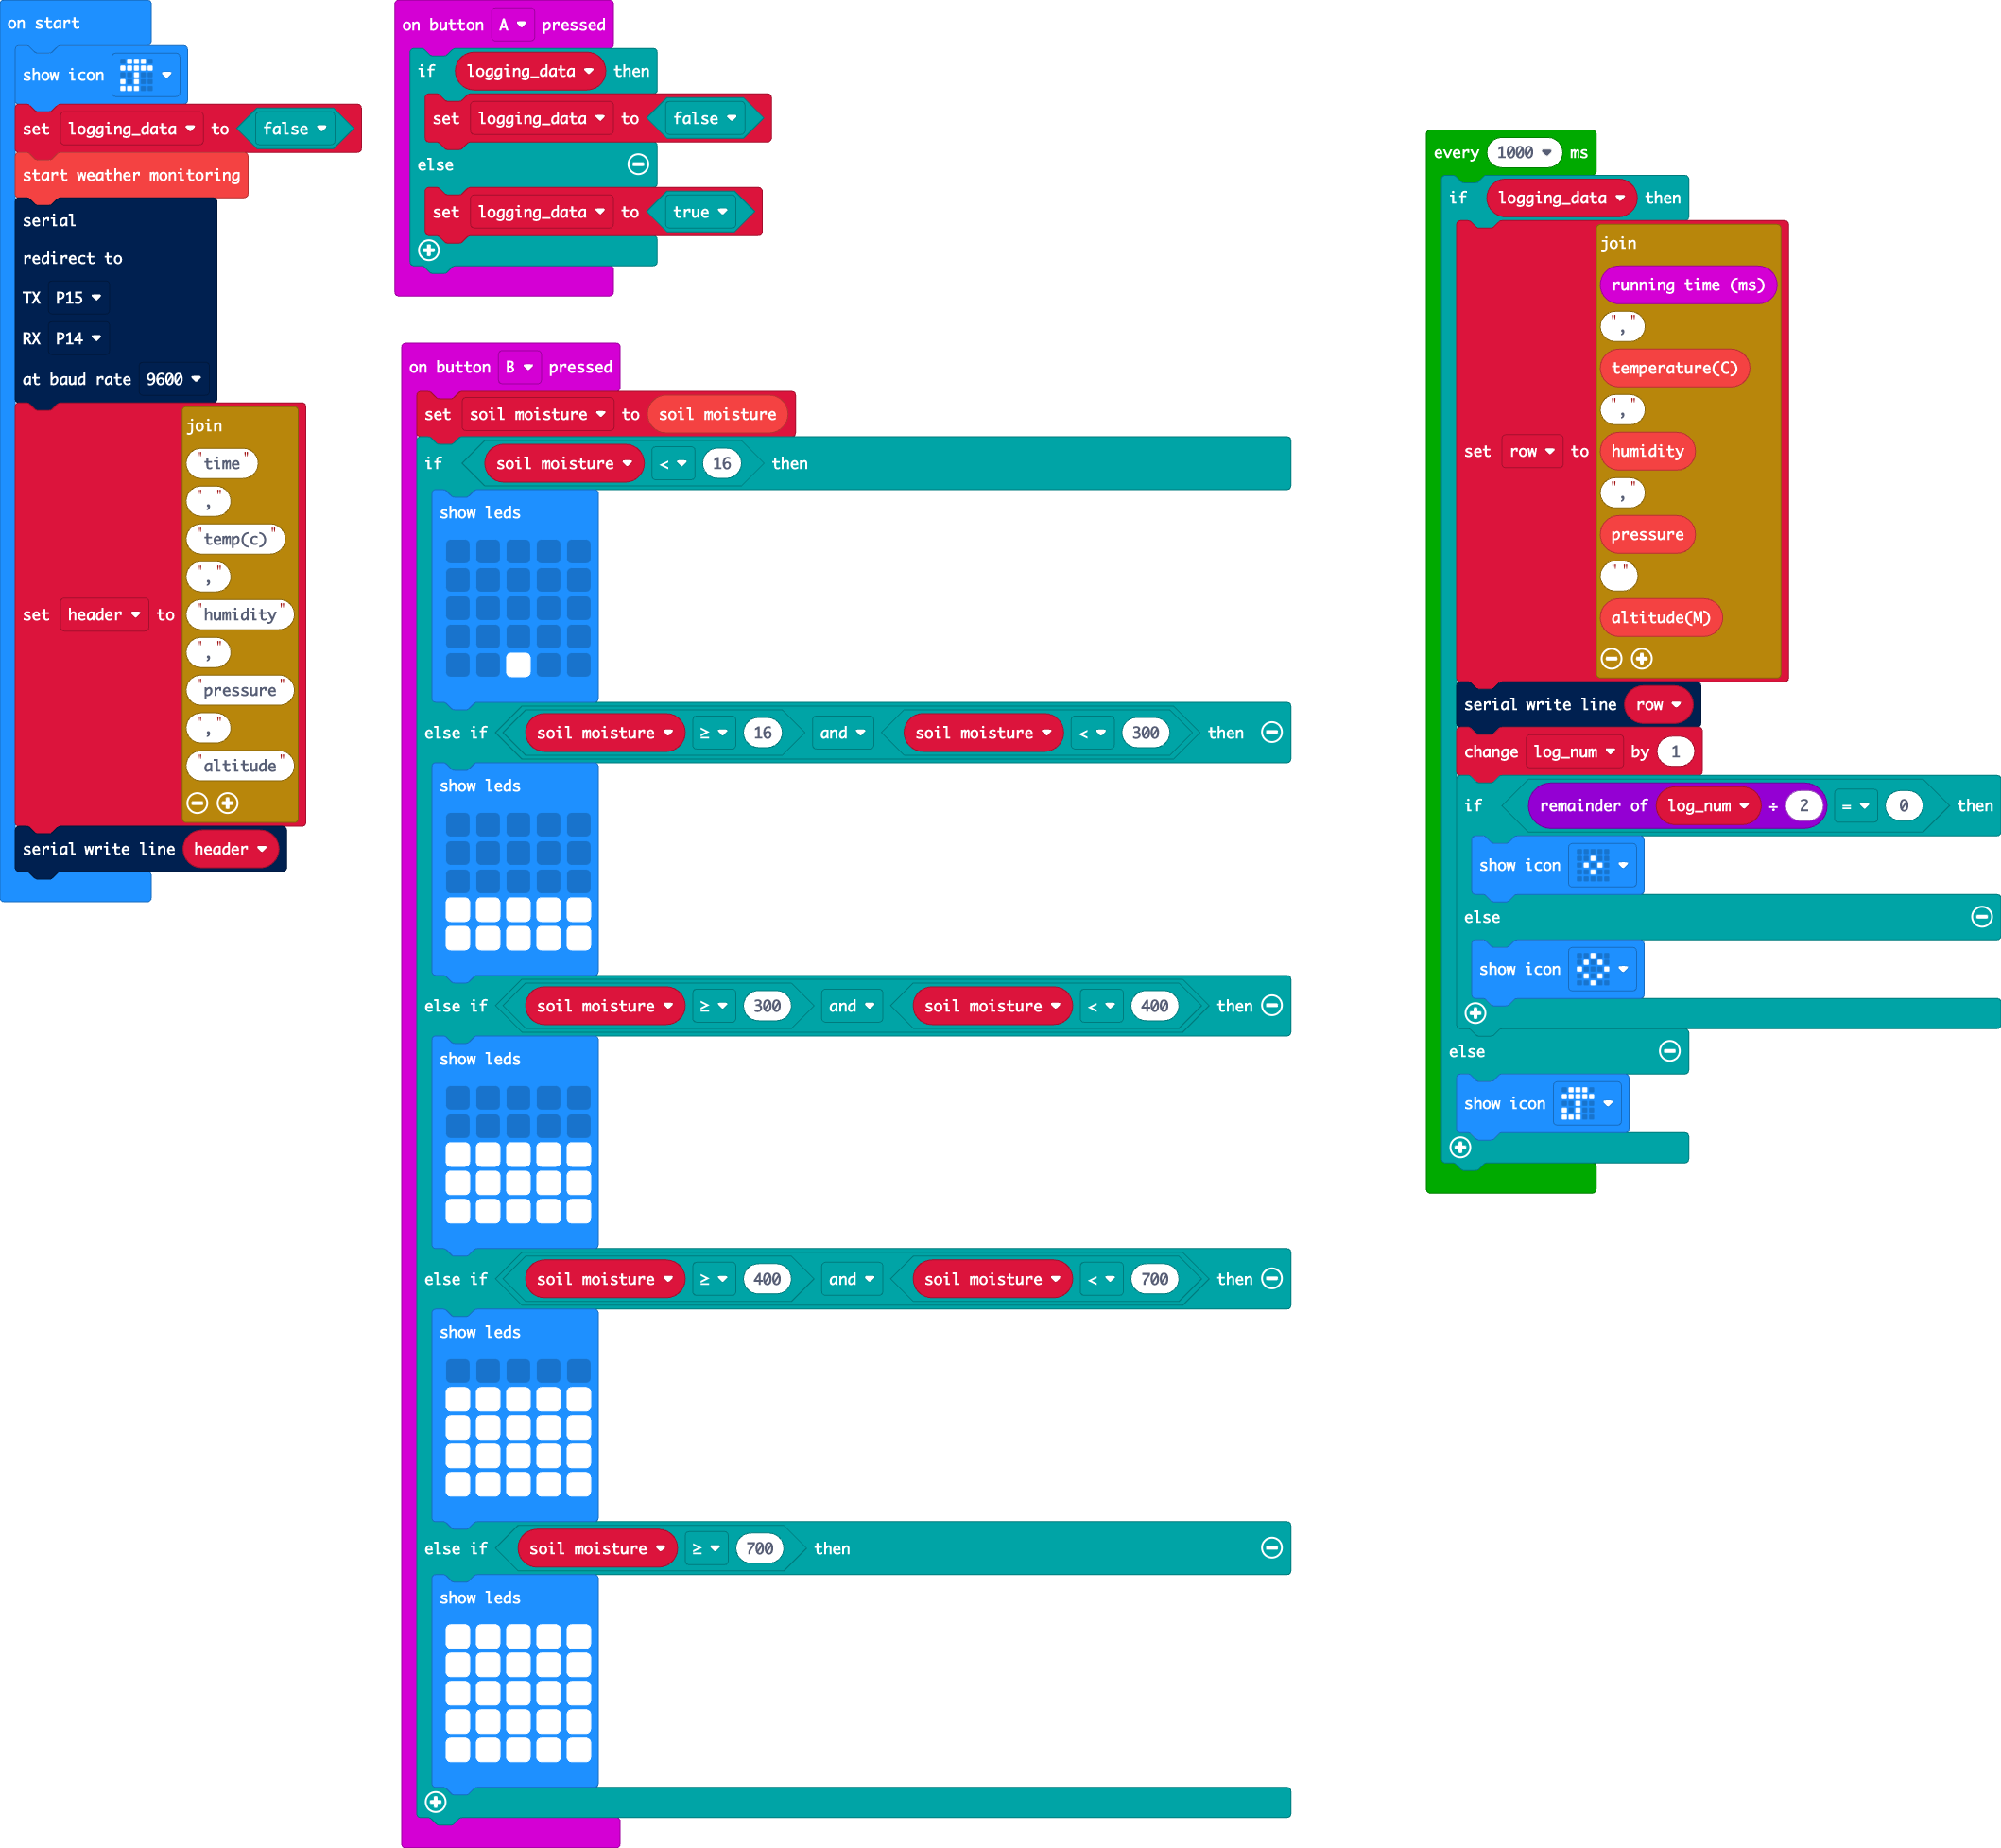 on start
show icon
set logging_data to false
start weather monitoring
serial
redirect to
TX P15
RX P14
at baud rate 9600
set header to
join
"time"
","
"temp(c)"
","
"humidity"
","
"pressure"
","
"altitude"
serial write line header
on button A pressed
if logging_data then
set logging_data to false
else
set logging_data to true
on button B pressed
set soil moisture to soil moisture
if soil moisture < 16 then
show leds
else if soil moisture ≥ 16 and soil moisture < 300 then
show leds
else if soil moisture ≥ 300 and soil moisture < 400 then
show leds
else if soil moisture ≥ 400 and soil moisture < 700 then
show leds
else if soil moisture ≥ 700 then
show leds
every 1000 ms
if logging_data then
set row to
join
running time (ms)
","
temperature(C)
","
humidity
","
pressure
" "
altitude(M)
serial write line row
change log_num by 1
if remainder of log_num ÷ 2 = 0 then
show icon
else
show icon
else
show icon